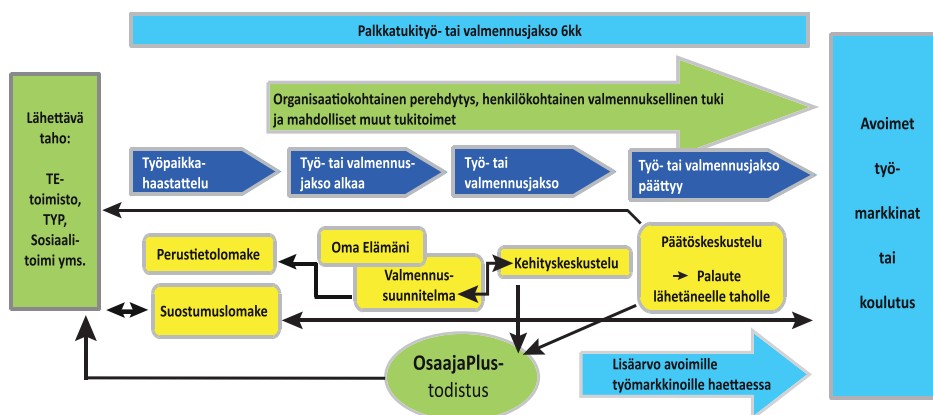 Palkkatukityö- tai valmennusjakso 6kk
Lähettävä
taho:
TE-
toimisto,
TYP,
Sosiaali-
toimi yms.
Organisaatiokohtainen perehdytys, henkilökohtainen valmennuksellinen tuki
ja mahdolliset muut tukitoimet
Työpaikka-
haastattelu
Työ- tai valmennus-
jakso alkaa
Työ- tai
valmennusjakso
Työ- tai valmennusjakso
päättyy
Perustietolomake
Oma Elämäni
Valmennus-
suunnitelma
Kehityskeskustelu
Päätöskeskustelu
Palaute
lähetäneelle taholle
Suostumuslomake
OsaajaPlus-
todistus
Lisäarvo avoimille
työmarkkinoille haettaessa
Avoimet
työ-
markkinat
tai
koulutus